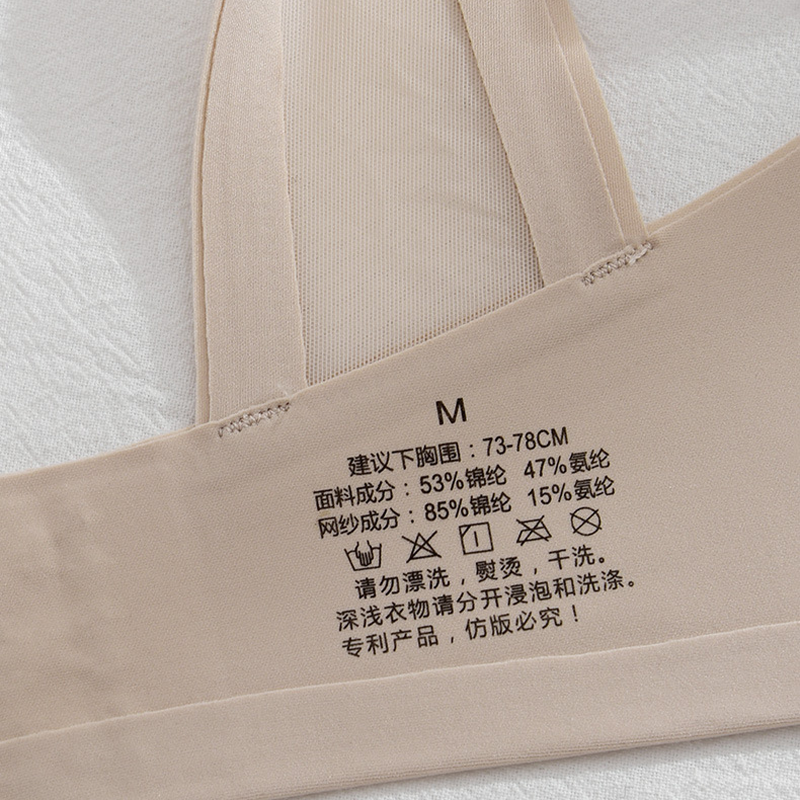 M
建议下胸围：73-78CM
面料成分：53%锦纶 47%氨纶
网纱成分：85%锦纶 15%氨纶
请勿漂洗，熨烫，干洗。
深浅衣物请分开浸泡和洗涤。
专利产品，仿版必究！